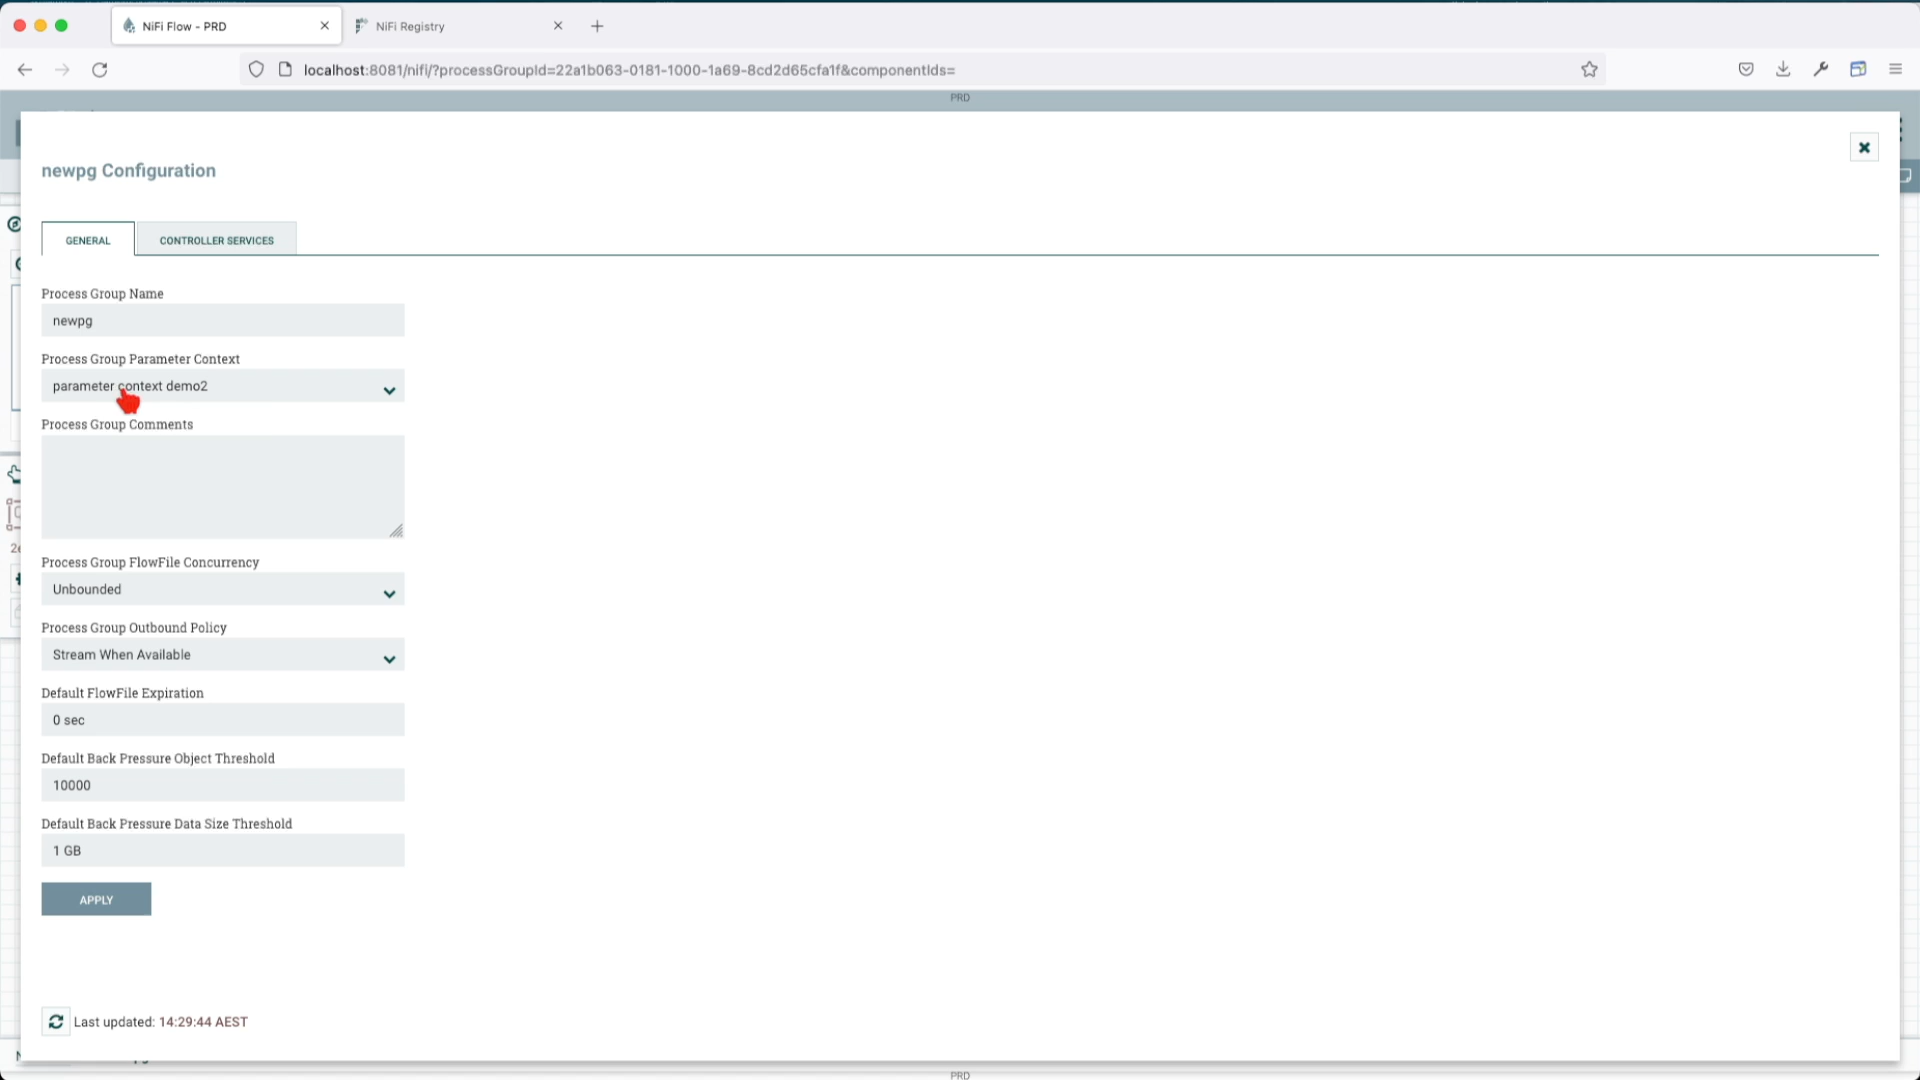 NiFi Flow - PRD
NiFi Registry
localhost:8081/nifi/?processGroupId=22a1b063-0181-1000-1a69-8cd2d65cfa1f&componentIds=
PRD
newpg Configuration
GENERAL
CONTROLLER SERVICES
Process Group Name
newpg
Process Group Parameter Context
parameter context demo2
Process Group Comments
Process Group FlowFile Concurrency
Unbounded
Process Group Outbound Policy
Stream When Available
Default FlowFile Expiration
0 sec
Default Back Pressure Object Threshold
10000
Default Back Pressure Data Size Threshold
1 GB
APPLY
Last updated: 14:29:44 AEST
PRD